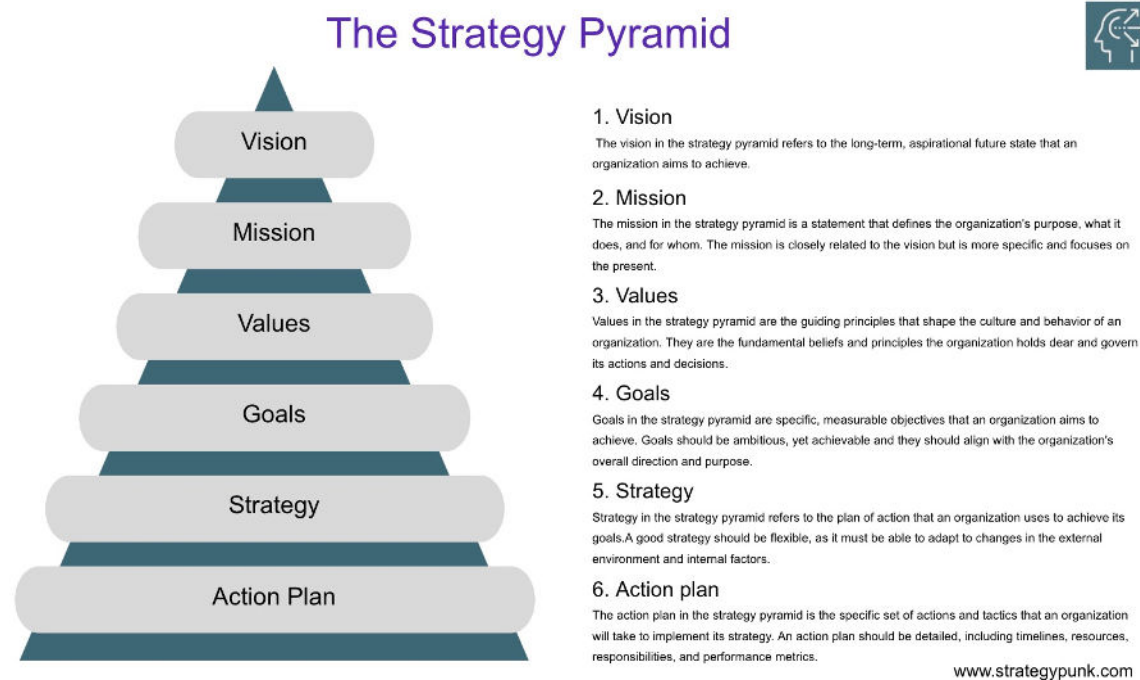 The Strategy Pyramid
Vision
Mission
Values
Goals
Strategy
Action Plan
1. Vision
The vision in the strategy pyramid refers to the long-term, aspirational future state that an
organization aims to achieve.
2. Mission
The mission in the strategy pyramid is a statement that defines the organization's purpose, what it
does, and for whom. The mission is closely related to the vision but is more specific and focuses on
the present.
3. Values
Values in the strategy pyramid are the guiding principles that shape the culture and behavior of an
organization. They are the fundamental beliefs and principles the organization holds dear and govern
its actions and decisions.
4. Goals
Goals in the strategy pyramid are specific, measurable objectives that an organization aims to
achieve. Goals should be ambitious, yet achievable and they should align with the organization's
overall direction and purpose.
5. Strategy
Strategy in the strategy pyramid refers to the plan of action that an organization uses to achieve its
goals.A good strategy should be flexible, as it must be able to adapt to changes in the external
environment and internal factors.
6. Action plan
The action plan in the strategy pyramid is the specific set of actions and tactics that an organization
will take to implement its strategy. An action plan should be detailed, including timelines, resources,
responsibilities, and performance metrics.
www.strategypunk.com